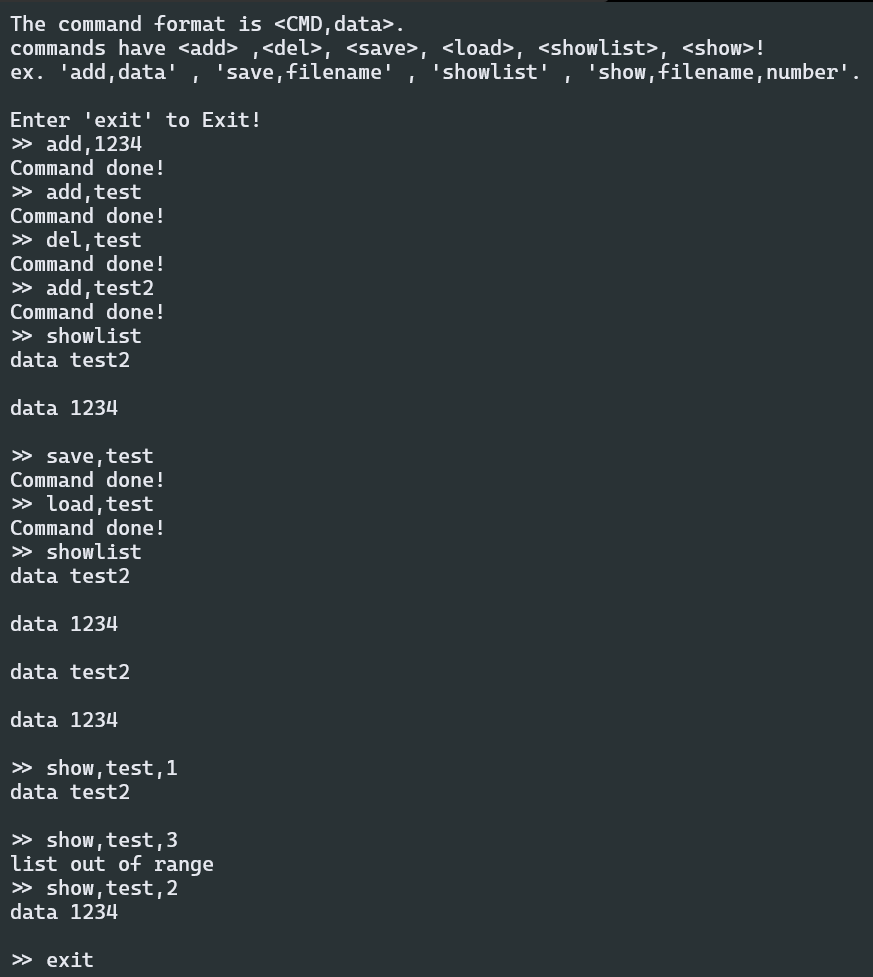 The command format is <CMD,data>.
commands have <add> ,<del>, <save>, <load>, <showlist>, <show>!
ex. 'add,data' , 'save,filename' , 'showlist' , 'show,filename,number'.
Enter 'exit' to Exit!
>> add,1234
Command done!
>> add,test
Command done!
>> del,test
Command done!
>> add,test2
Command done!
>> showlist
data test2
data 1234
>> save,test
Command done!
>> load,test
Command done!
>> showlist
data test2
data 1234
data test2
data 1234
>> show,test,1
data test2
>> show,test,3
list out of range
>> show,test,2
data 1234
>> exit